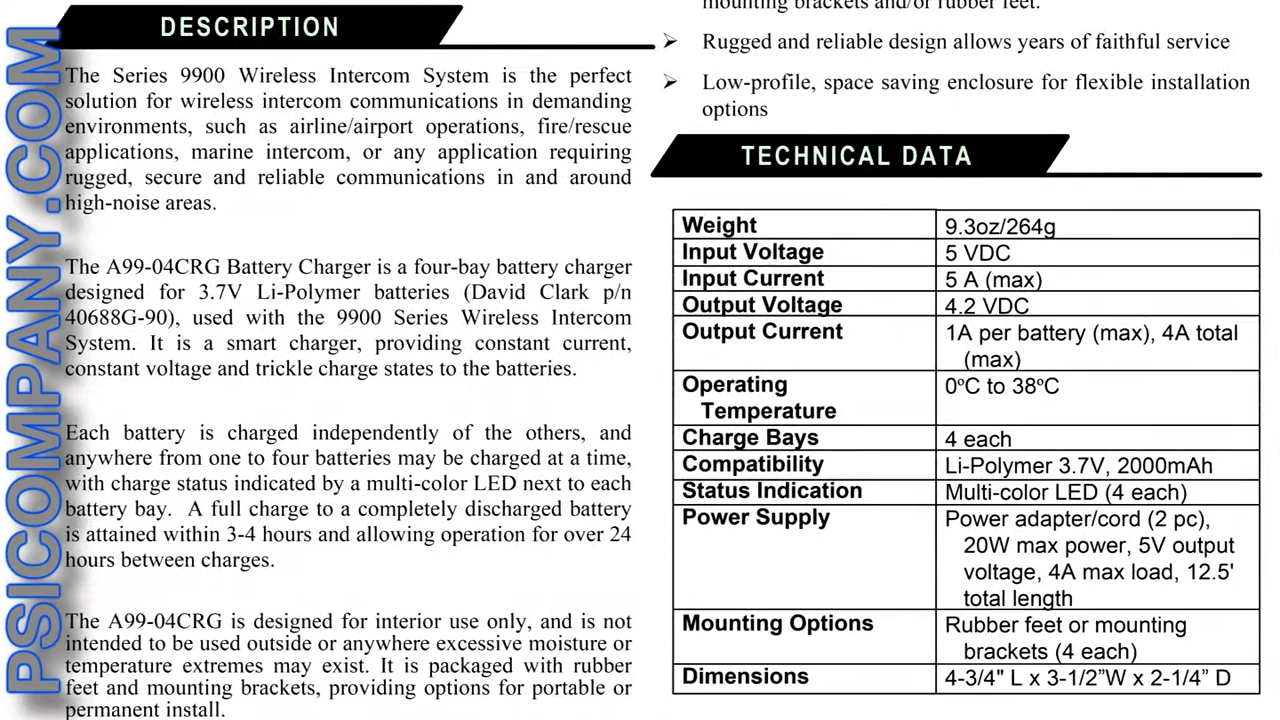 PSICOMPANY.COM
DESCRIPTION
The Series 9900 Wireless Intercom System is the perfect
solution for wireless intercom communications in demanding
environments, such as airline/airport operations, fire/rescue
applications, marine intercom, or any application requiring
rugged, secure and reliable communications in and around
high-noise areas.
The A99-04CRG Battery Charger is a four-bay battery charger
designed for 3.7V Li-Polymer batteries (David Clark p/n
40688G-90), used with the 9900 Series Wireless Intercom
System. It is a smart charger, providing constant current,
constant voltage and trickle charge states to the batteries.
Each battery is charged independently of the others, and
anywhere from one to four batteries may be charged at a time,
with charge status indicated by a multi-color LED next to each
battery bay. A full charge to a completely discharged battery
is attained within 3-4 hours and allowing operation for over 24
hours between charges.
The A99-04CRG is designed for interior use only, and is not
intended to be used outside or anywhere excessive moisture or
temperature extremes may exist. It is packaged with rubber
feet and mounting brackets, providing options for portable or
permanent install.
mounting brackets and/or rubber feet.
➢ Rugged and reliable design allows years of faithful service
➢ Low-profile, space saving enclosure for flexible installation
options
TECHNICAL DATA
Weight 9.3oz/264g
Input Voltage 5 VDC
Input Current 5 A (max)
Output Voltage 4.2 VDC
Output Current 1A per battery (max), 4A total
(max)
Operating 0ºC to 38ºC
Temperature
Charge Bays 4 each
Compatibility Li-Polymer 3.7V, 2000mAh
Status Indication Multi-color LED (4 each)
Power Supply Power adapter/cord (2 pc),
20W max power, 5V output
voltage, 4A max load, 12.5'
total length
Mounting Options Rubber feet or mounting
brackets (4 each)
Dimensions 4-3/4" L x 3-1/2”W x 2-1/4” D